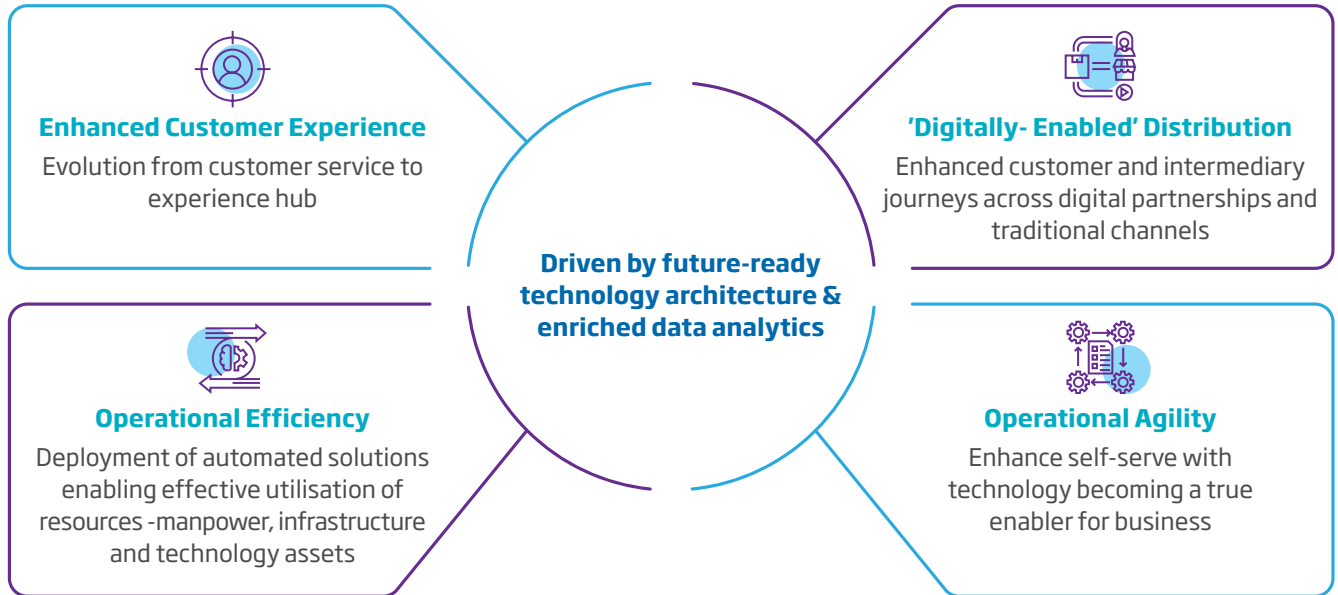 Enhanced Customer Experience
Evolution from customer service to
experience hub
'Digitally- Enabled' Distribution
Enhanced customer and intermediary
journeys across digital partnerships and
traditional channels
Driven by future-ready
technology architecture &
enriched data analytics
Operational Efficiency
Deployment of automated solutions
enabling effective utilisation of
resources -manpower, infrastructure
and technology assets
Operational Agility
Enhance self-serve with
technology becoming a true
enabler for business